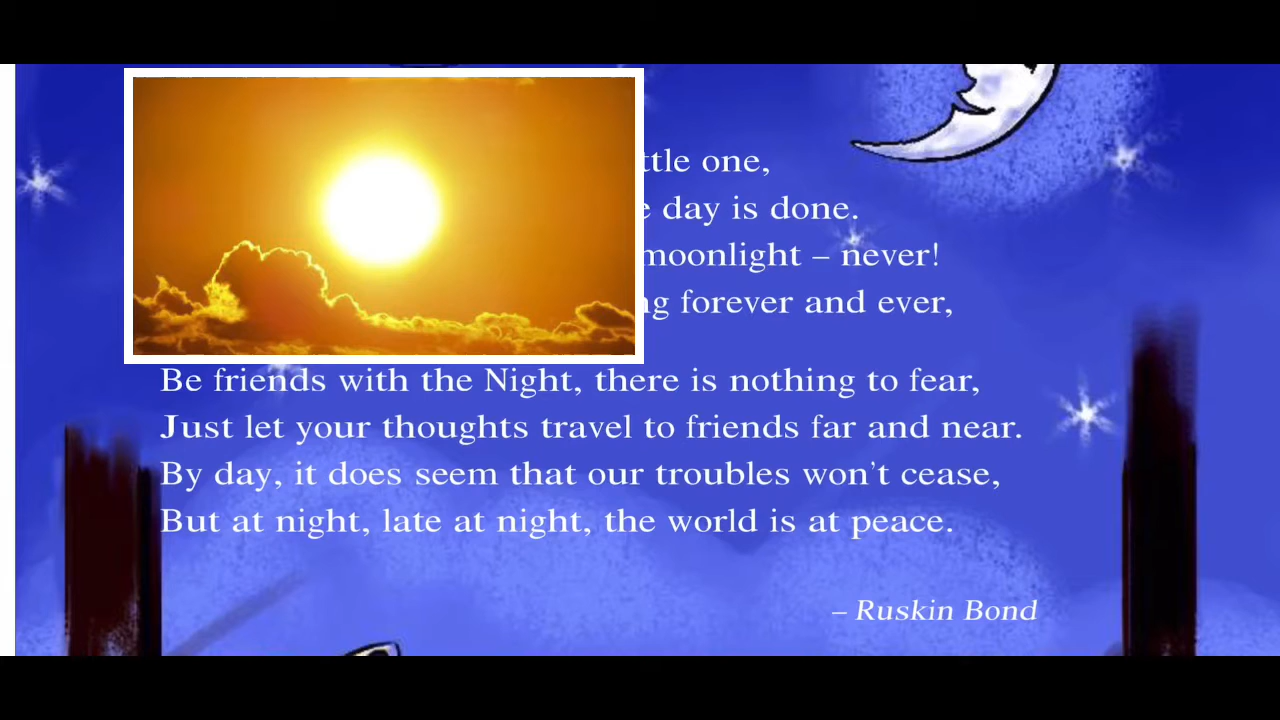 one,
day is done.
– never!
forever and ever,
Be friends with the Night, there is nothing to fear,
Just let your thoughts travel to friends far and near.
By day, it does seem that our troubles won't cease,
But at night, late at night, the world is at peace.
– Ruskin Bond